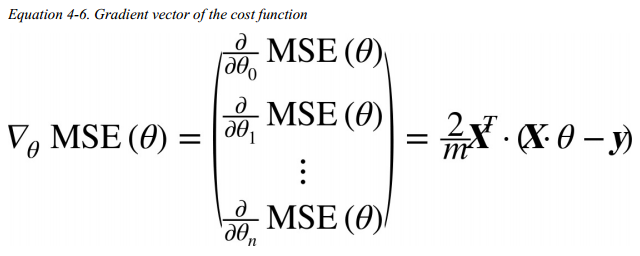 Equation 4-6. Gradient vector of the cost function
∂/∂θ₀ MSE (θ)
∂/∂θ₁ MSE (θ)
∇θ MSE (θ) = ( ⋮ ) = 2/m Xᵀ · (X · θ − y)
∂/∂θₙ MSE (θ)